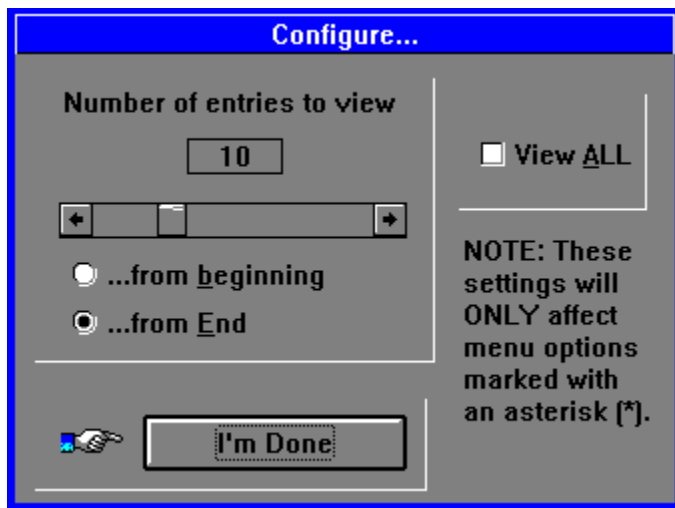 Configure...
Number of entries to view
10
...from beginning
...from End
View ALL
NOTE: These
settings will
ONLY affect
menu options
marked with
an asterisk (*).
I'm Done